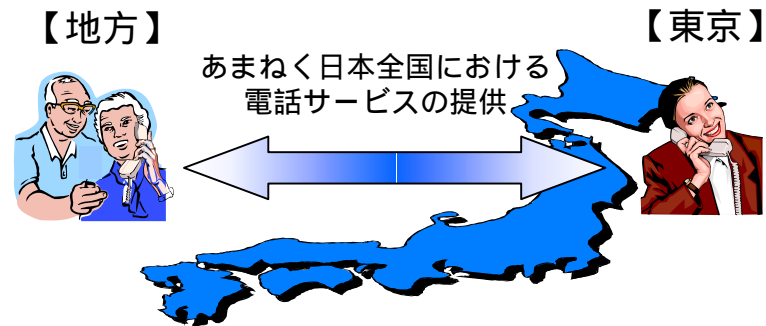 【地方】
【東京】
あまねく日本全国における
電話サービスの提供